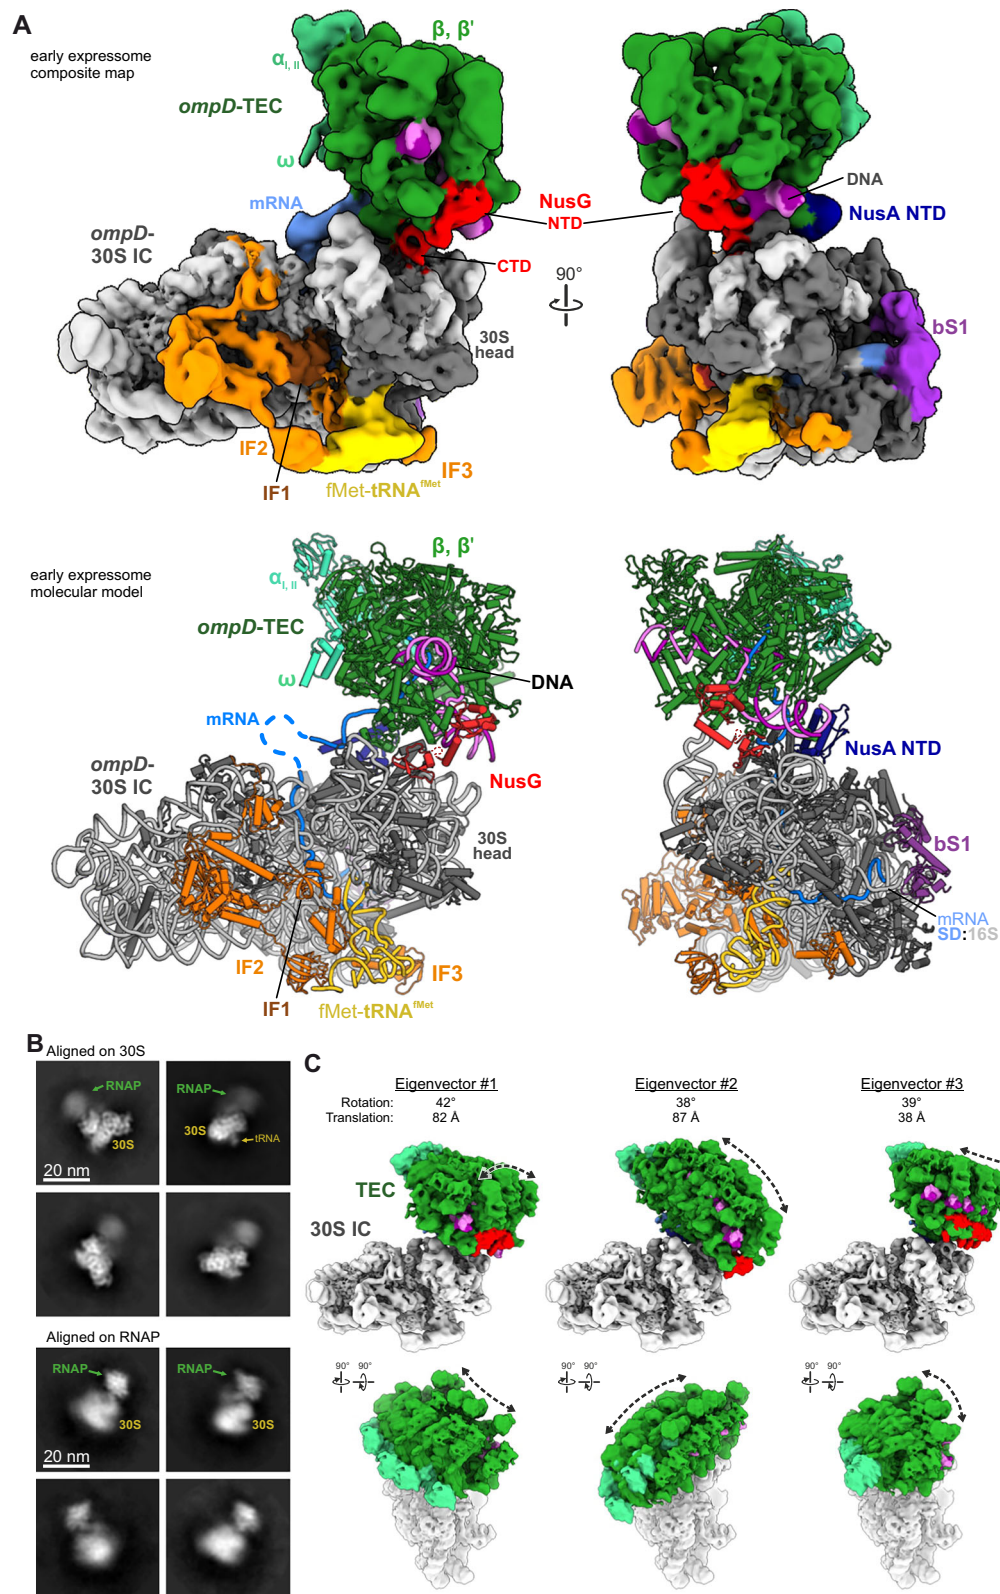 A
early expressome
composite map
β, β'
αI, II
ompD-TEC
ω
mRNA
NusG
NTD
DNA
NusA NTD
ompD-
30S IC
CTD
90°
30S
head
bS1
IF2
IF1
IF3
fMet-tRNAfMet
early expressome
molecular model
β, β'
αI, II
ompD-TEC
ω
DNA
mRNA
NusA NTD
ompD-
30S IC
NusG
30S
head
bS1
mRNA
SD:16S
IF2
IF3
IF1
fMet-tRNAfMet
B
Aligned on 30S
RNAP
30S
20 nm
RNAP
30S
tRNA
Aligned on RNAP
RNAP
30S
20 nm
RNAP
30S
C
Eigenvector #1
Eigenvector #2
Eigenvector #3
Rotation:
42°
38°
39°
Translation:
82 Å
87 Å
38 Å
TEC
30S IC
90°
90°
90°
90°
90°
90°